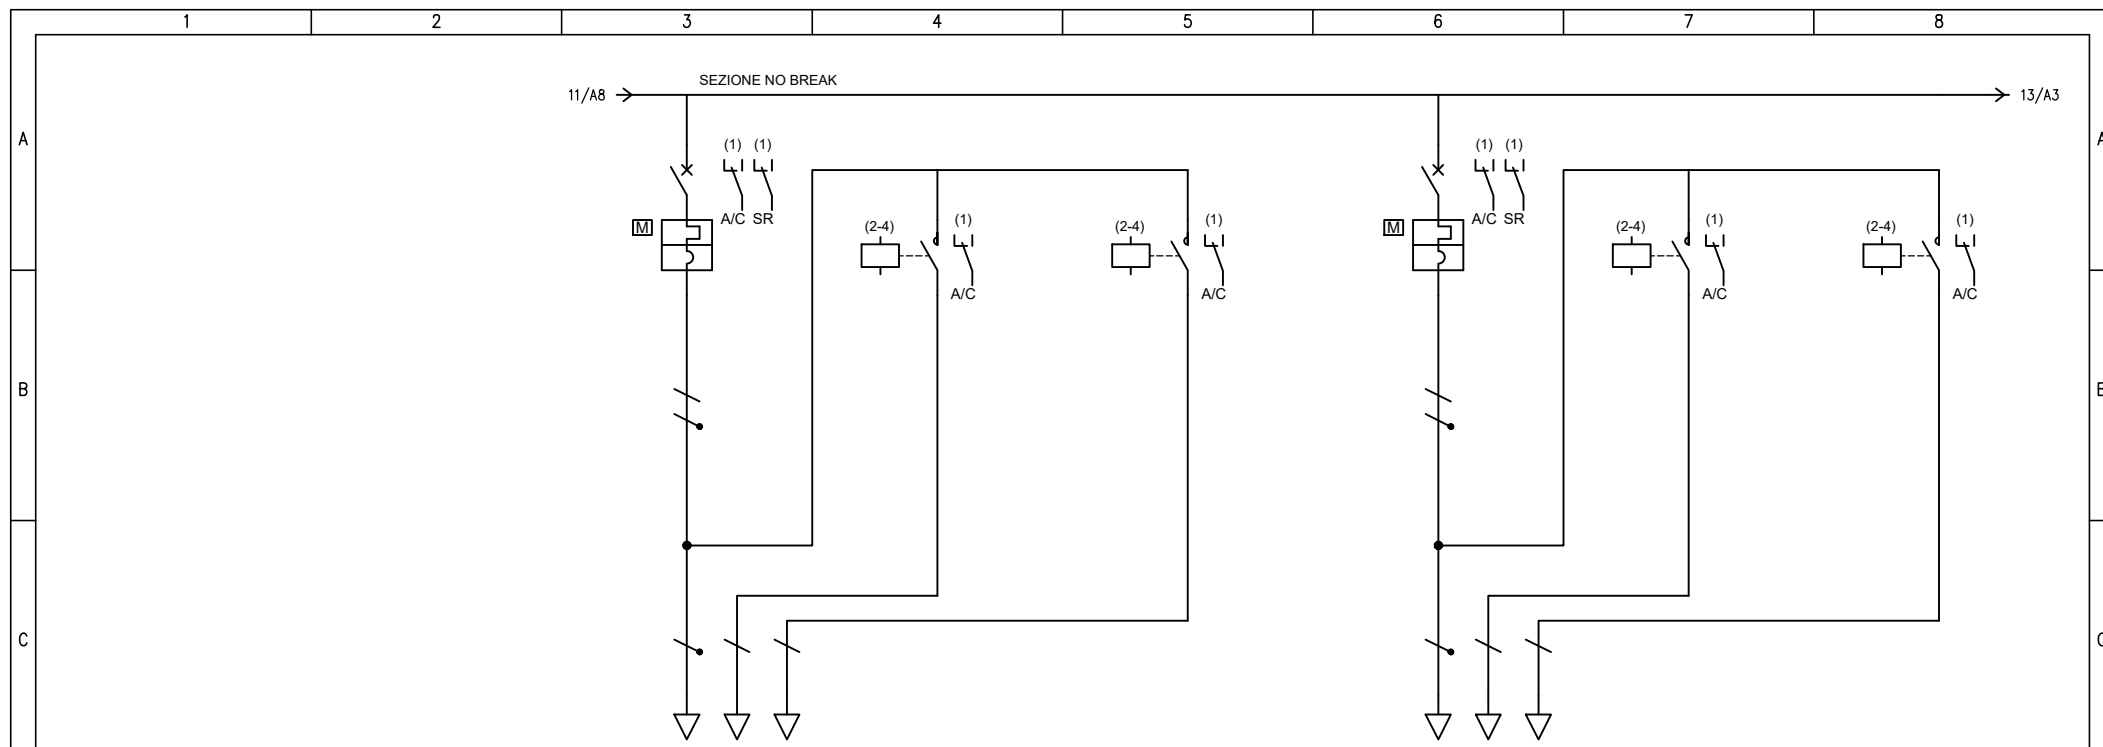 1 2 3 4 5 6 7 8
SEZIONE NO BREAK
11/A8 13/A3
A A
(1) (1) (1) (1)
A/C SR A/C SR
M M
(2-4) (1) (2-4) (1) (2-4) (1) (2-4) (1)
A/C A/C A/C A/C
B B
C C